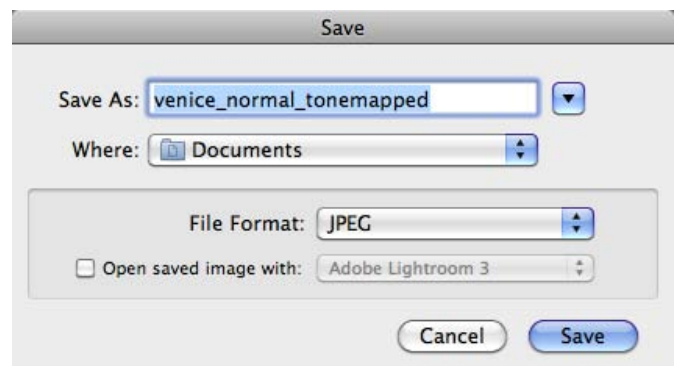 Save
Save As: venice_normal_tonemapped
Where: Documents
File Format: JPEG
Open saved image with: Adobe Lightroom 3
Cancel Save